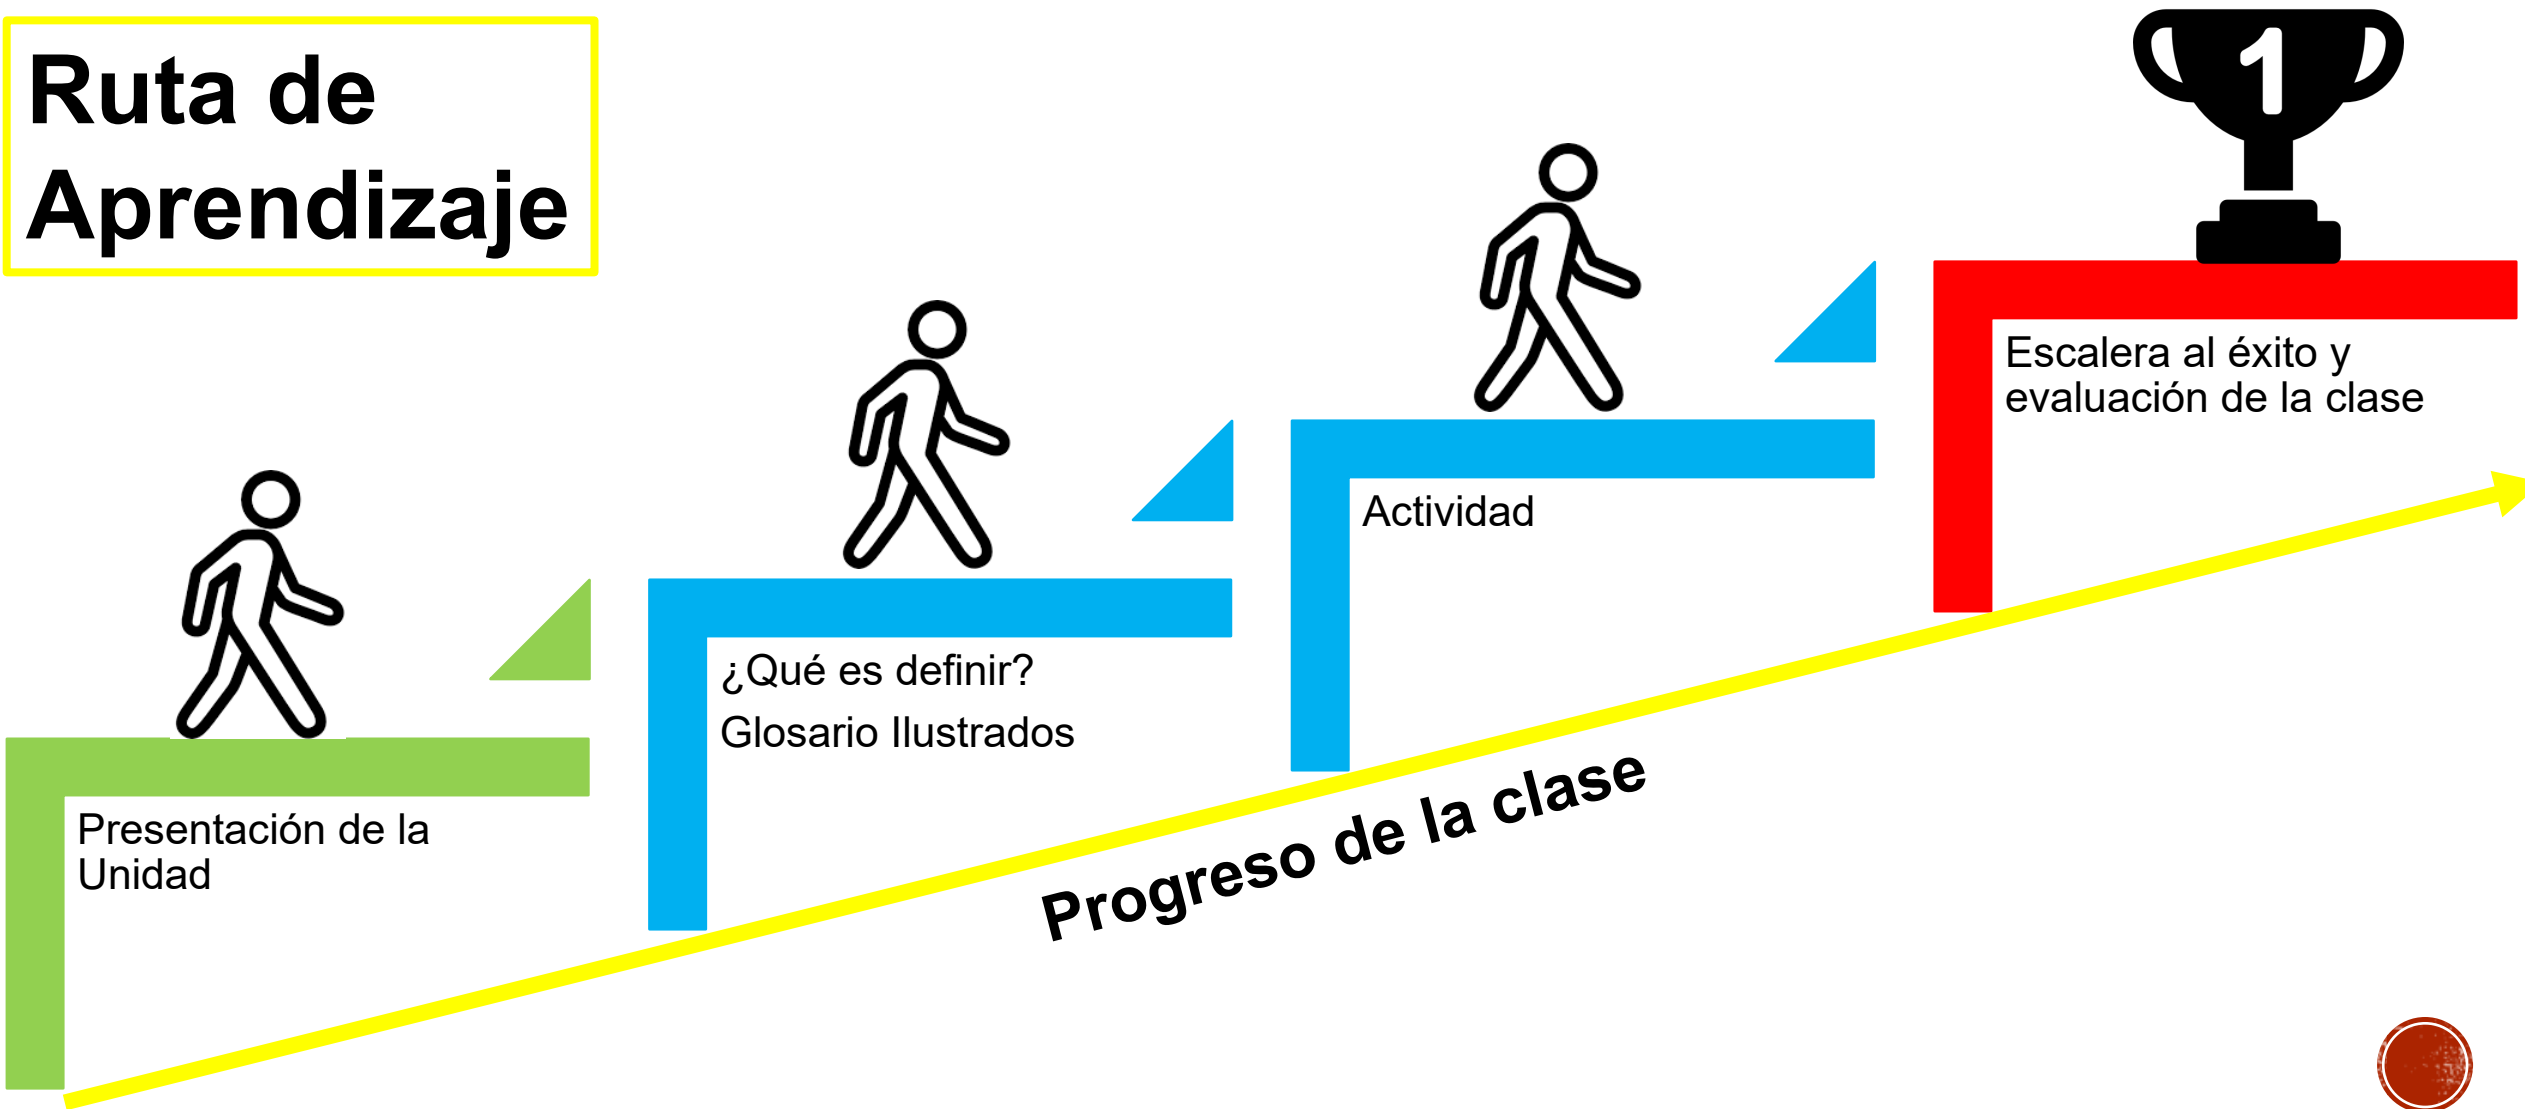 Ruta de
Aprendizaje
1
Presentación de la
Unidad
¿Qué es definir?
Glosario Ilustrados
Actividad
Escalera al éxito y
evaluación de la clase
Progreso de la clase